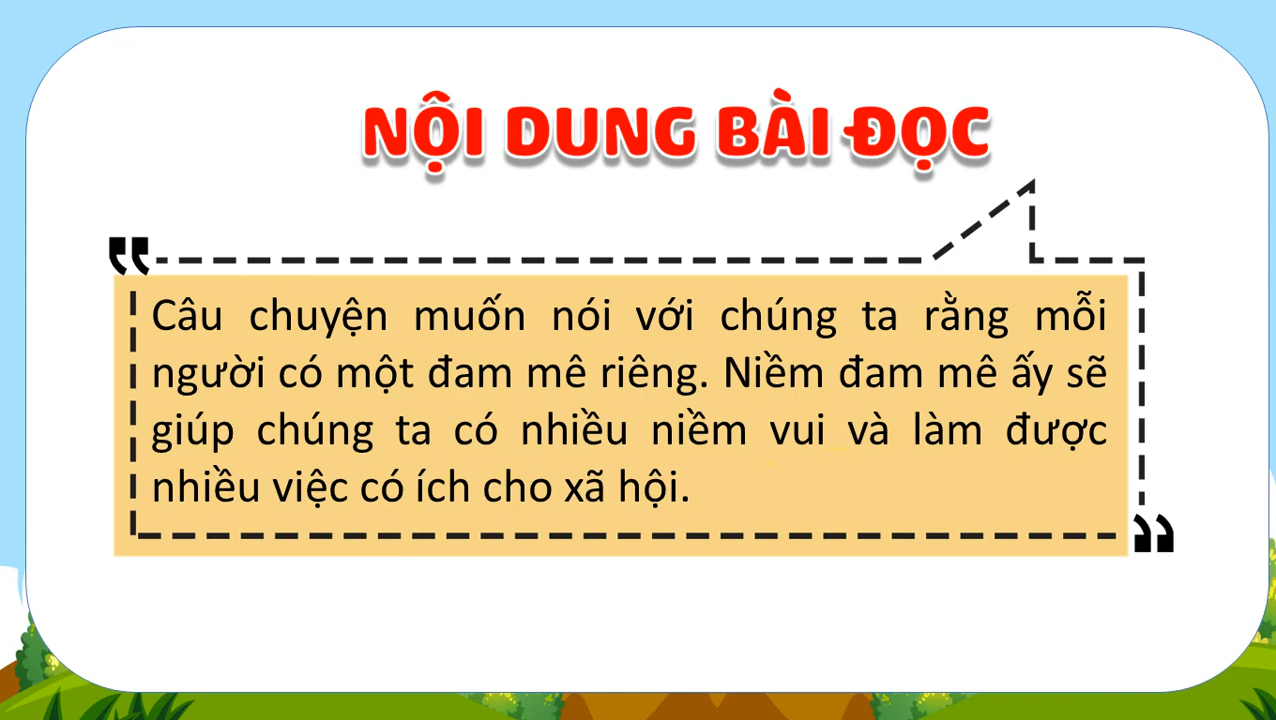 NỘI DUNG BÀI ĐỌC
Câu chuyện muốn nói với chúng ta rằng mỗi
người có một đam mê riêng. Niềm đam mê ấy sẽ
giúp chúng ta có nhiều niềm vui và làm được
nhiều việc có ích cho xã hội.